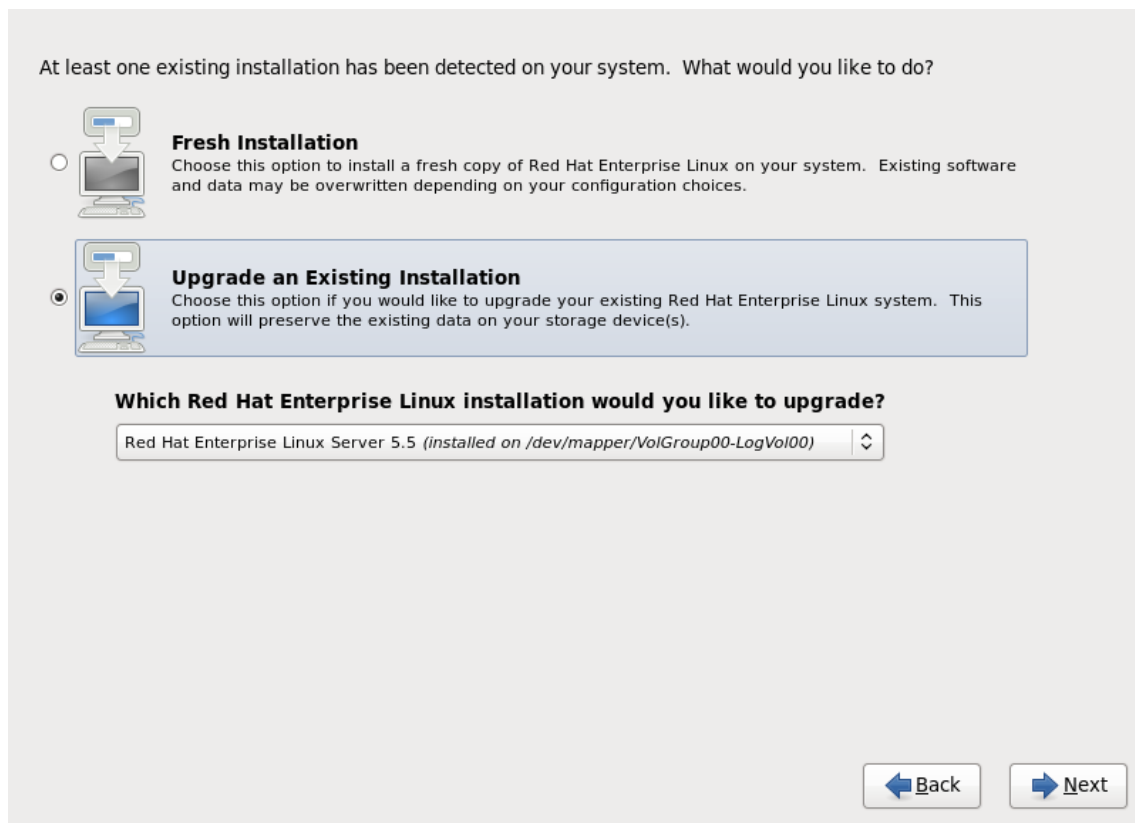 At least one existing installation has been detected on your system.  What would you like to do?
Fresh Installation
Choose this option to install a fresh copy of Red Hat Enterprise Linux on your system.  Existing software
and data may be overwritten depending on your configuration choices.
Upgrade an Existing Installation
Choose this option if you would like to upgrade your existing Red Hat Enterprise Linux system.  This
option will preserve the existing data on your storage device(s).
Which Red Hat Enterprise Linux installation would you like to upgrade?
Red Hat Enterprise Linux Server 5.5 (installed on /dev/mapper/VolGroup00-LogVol00)
Back
Next